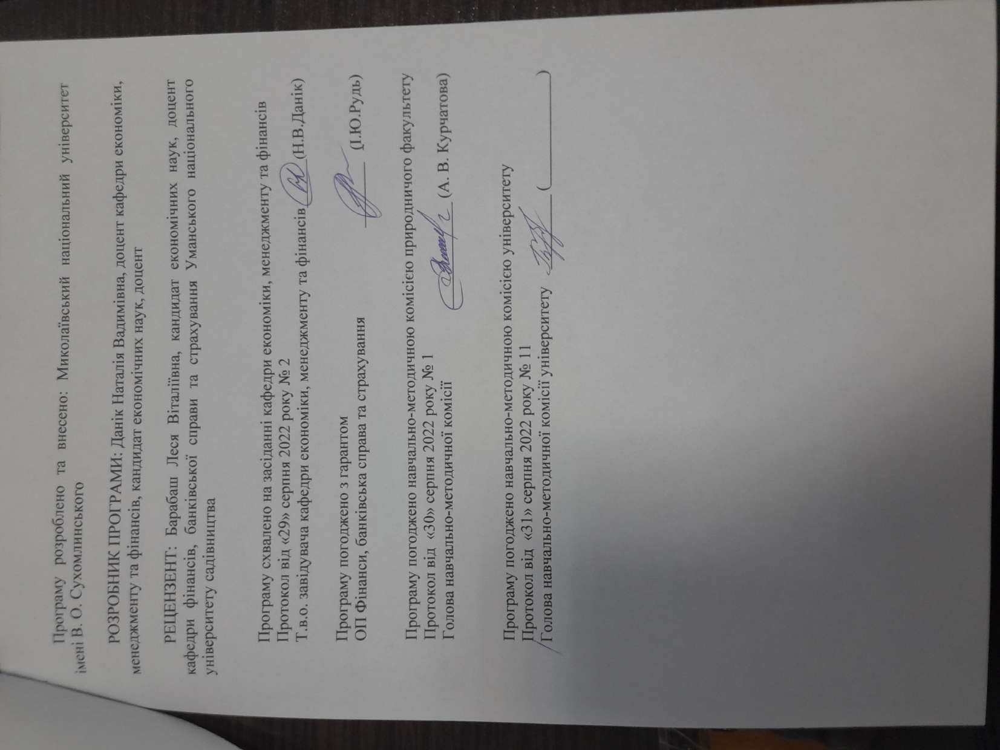 Програму розроблено та внесено: Миколаївський національний університет
імені В. О. Сухомлинського
РОЗРОБНИК ПРОГРАМИ: Данік Наталія Вадимівна, доцент кафедри економіки,
менеджменту та фінансів, кандидат економічних наук, доцент
РЕЦЕНЗЕНТ: Барабаш Леся Віталіївна, кандидат економічних наук, доцент
кафедри фінансів, банківської справи та страхування Уманського національного
університету садівництва
Програму схвалено на засіданні кафедри економіки, менеджменту та фінансів
Протокол від «29» серпня 2022 року № 2
Т.в.о. завідувача кафедри економіки, менеджменту та фінансів (Н.В.Данік)
Програму погоджено з гарантом
ОП Фінанси, банківська справа та страхування (І.Ю.Рудь)
Програму погоджено навчально-методичною комісією природничого факультету
Протокол від «30» серпня 2022 року № 1
Голова навчально-методичної комісії (А. В. Курчатова)
Програму погоджено навчально-методичною комісією університету
Протокол від «31» серпня 2022 року № 11
Голова навчально-методичної комісії університету (                    )